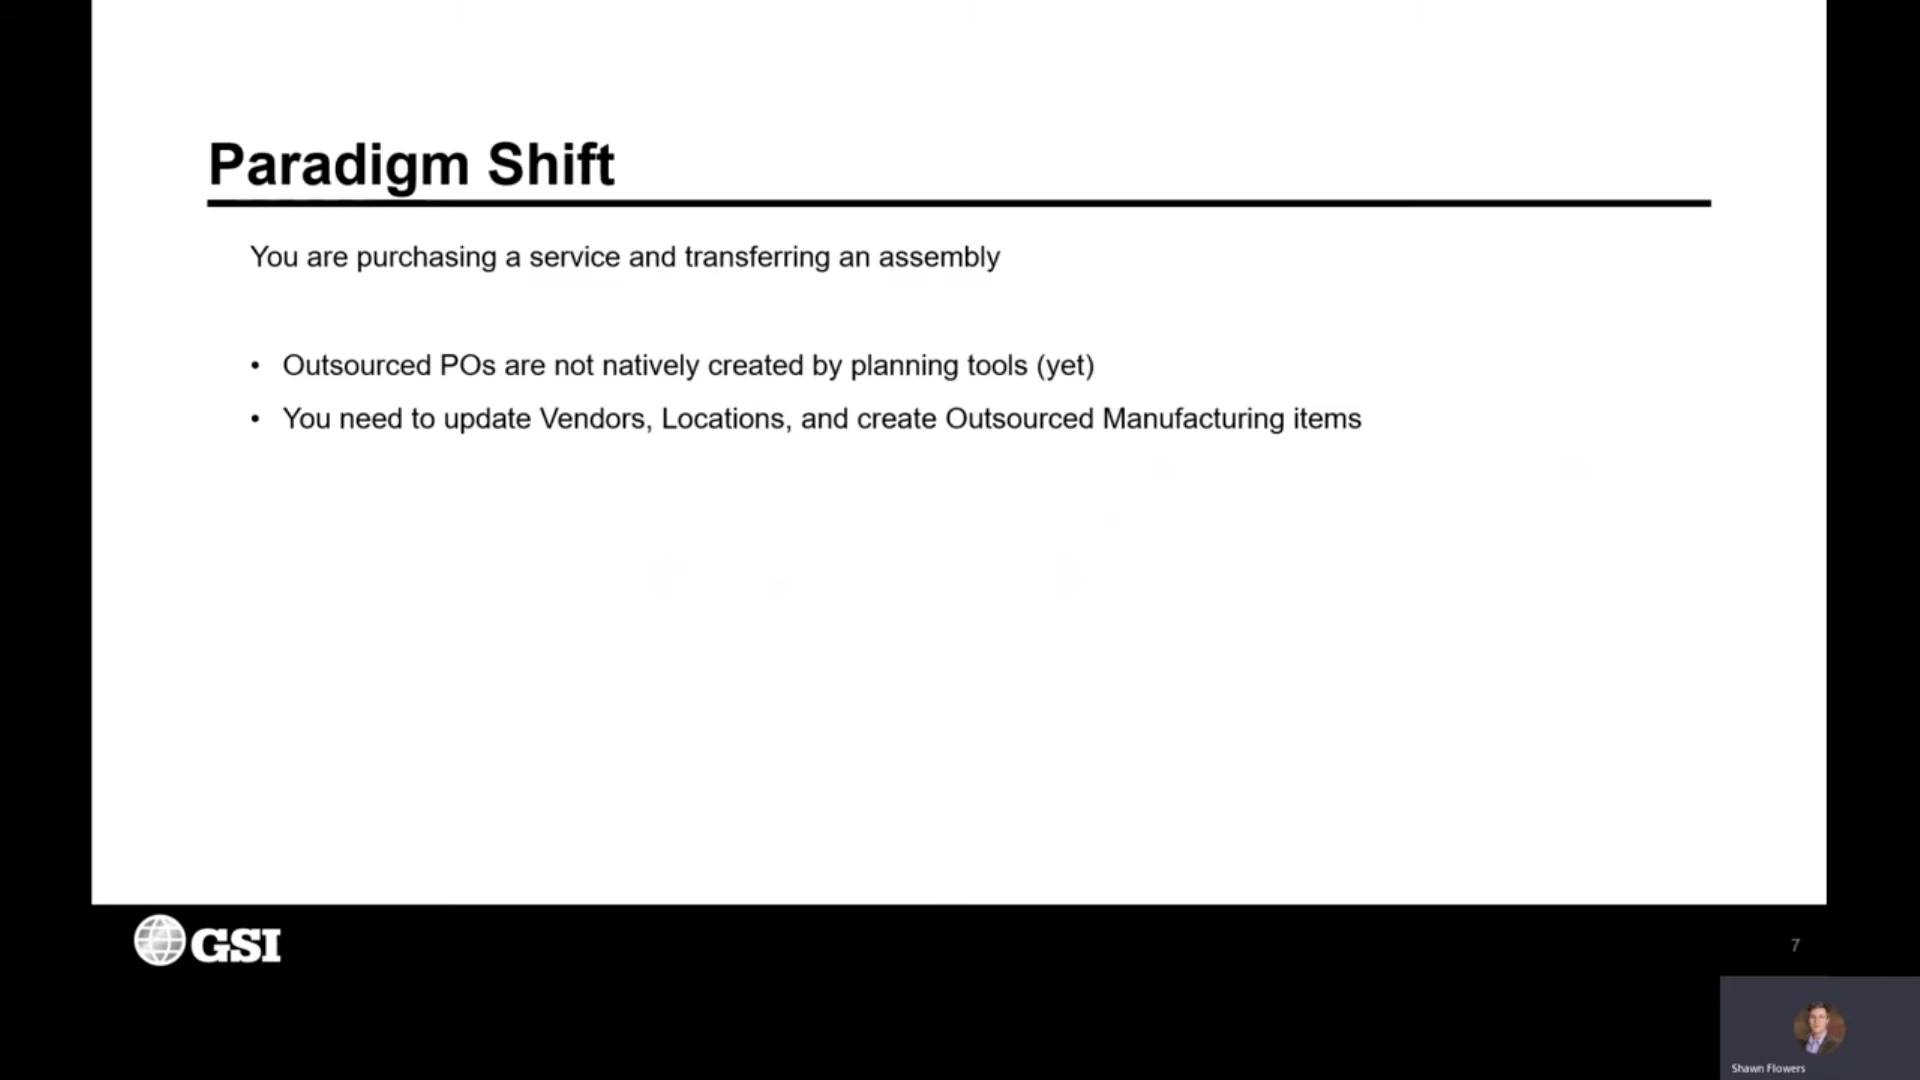 Paradigm Shift
You are purchasing a service and transferring an assembly
• Outsourced POs are not natively created by planning tools (yet)
• You need to update Vendors, Locations, and create Outsourced Manufacturing items
GSI
7
Shawn Flowers